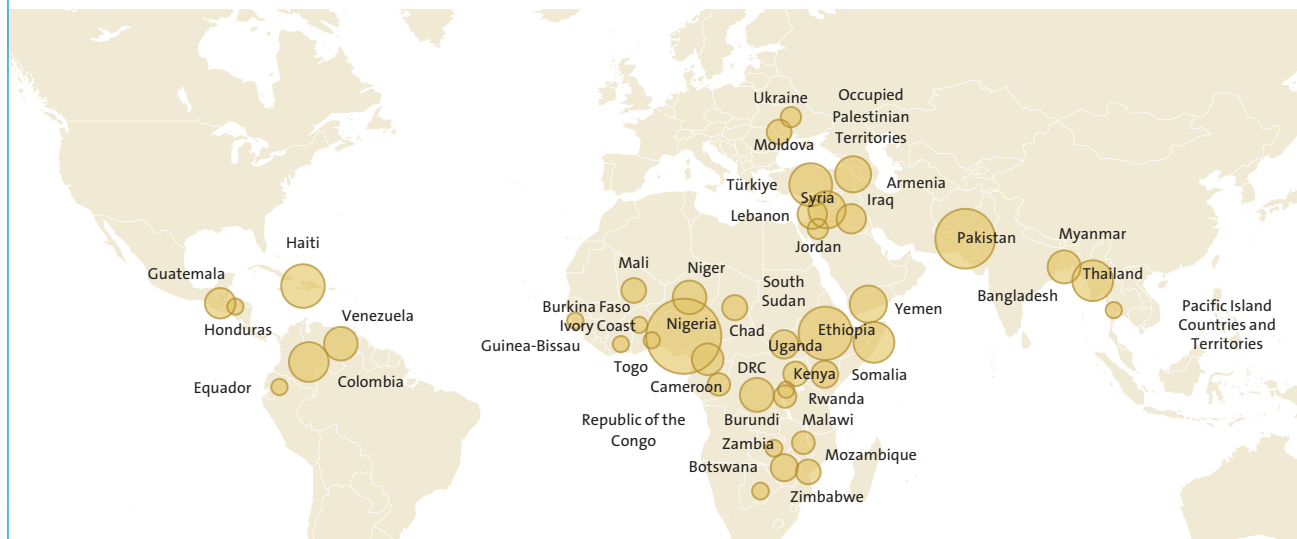 Ukraine
Occupied
Palestinian
Territories
Moldova
Türkiye
Armenia
Syria
Iraq
Lebanon
Jordan
Pakistan
Myanmar
Thailand
Bangladesh
Pacific Island
Countries and
Territories
Haiti
Guatemala
Honduras
Venezuela
Equador
Colombia
Mali
Niger
South
Sudan
Yemen
Burkina Faso
Ivory Coast
Nigeria
Chad
Ethiopia
Guinea-Bissau
Uganda
Togo
Cameroon
DRC
Kenya
Somalia
Rwanda
Republic of the
Congo
Burundi
Malawi
Zambia
Mozambique
Botswana
Zimbabwe